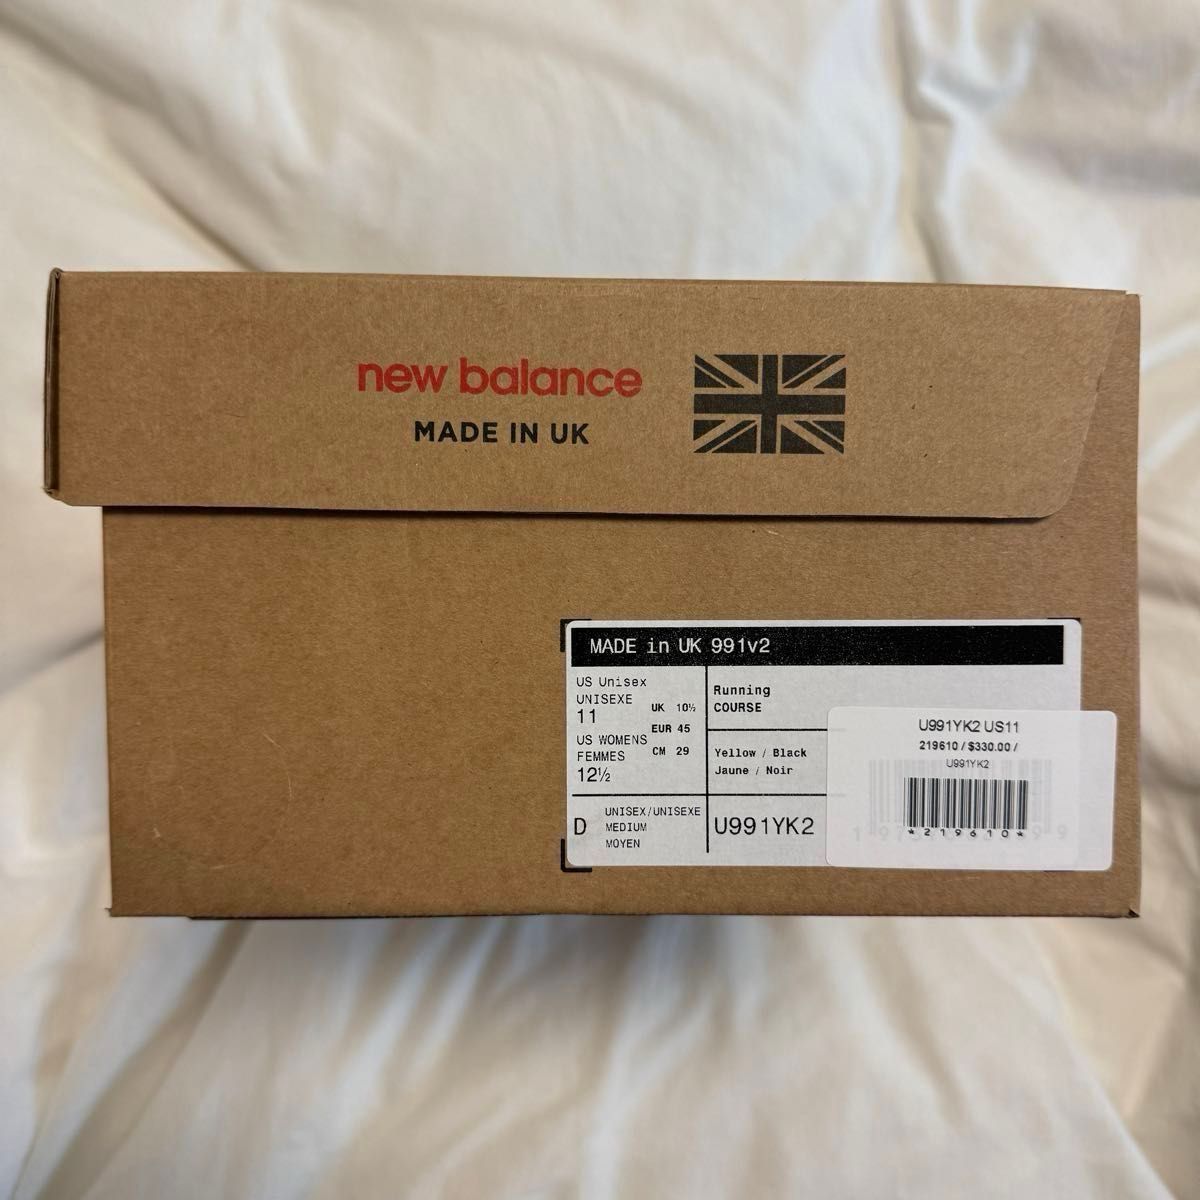 new balance
MADE IN UK
MADE in UK 991v2
US Unisex
UNISEXE
11
US WOMENS
FEMMES
12½
UK 10½
EUR 45
CM 29
Running
COURSE
Yellow / Black
Jaune / Noir
D
UNISEX/UNISEXE
MEDIUM
MOYEN
U991YK2
U991YK2 US11
219610 / $330.00 /
U991YK2
*219610*